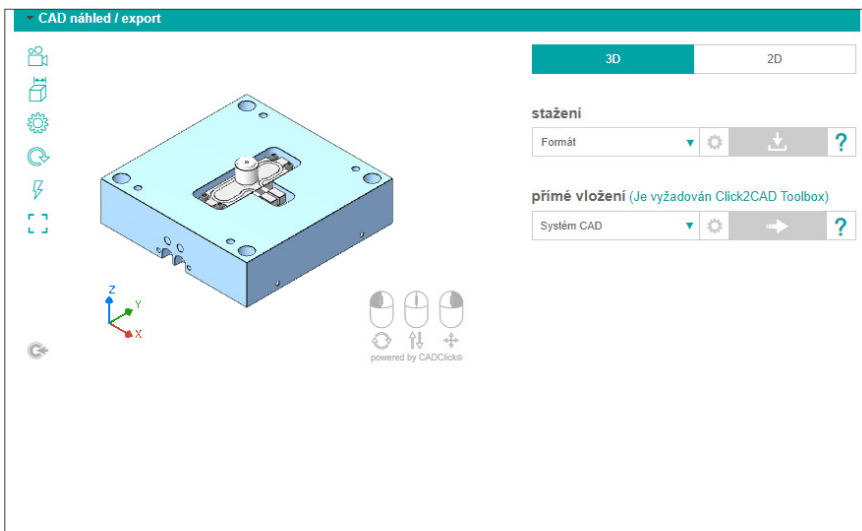 CAD náhled / export
3D
2D
stažení
Formát
?
přímé vložení (Je vyžadován Click2CAD Toolbox)
Systém CAD
?
Z
Y
X
powered by CADClick®